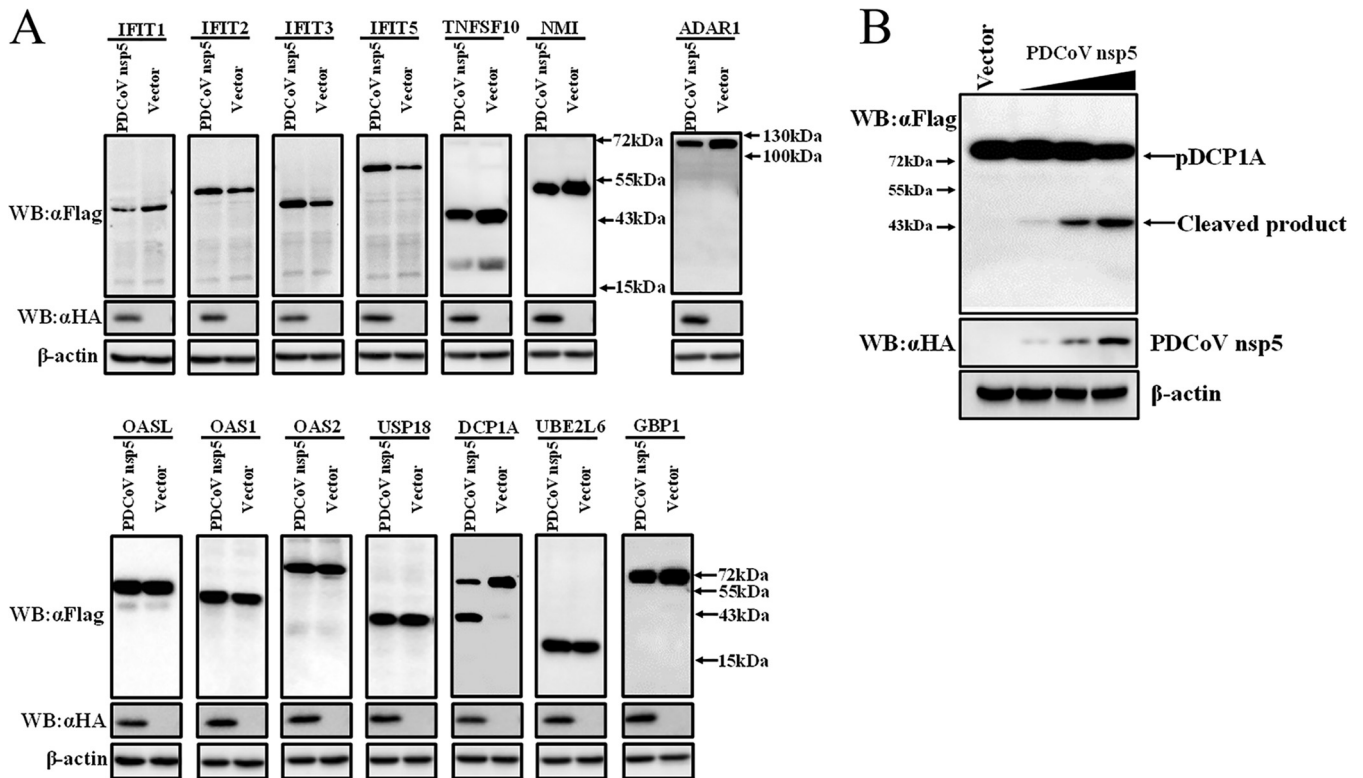 A
IFIT1 IFIT2 IFIT3 IFIT5 TNFSF10 NMI ADAR1
PDCoV nsp5 Vector PDCoV nsp5 Vector PDCoV nsp5 Vector PDCoV nsp5 Vector PDCoV nsp5 Vector PDCoV nsp5 Vector PDCoV nsp5 Vector
72kDa
55kDa
43kDa
15kDa
130kDa
100kDa
WB:αFlag
WB:αHA
β-actin
OASL OAS1 OAS2 USP18 DCP1A UBE2L6 GBP1
PDCoV nsp5 Vector PDCoV nsp5 Vector PDCoV nsp5 Vector PDCoV nsp5 Vector PDCoV nsp5 Vector PDCoV nsp5 Vector PDCoV nsp5 Vector
WB:αFlag
72kDa
55kDa
43kDa
15kDa
WB:αHA
β-actin
B
Vector
PDCoV nsp5
WB:αFlag
72kDa
55kDa
43kDa
pDCP1A
Cleaved product
WB:αHA
PDCoV nsp5
β-actin